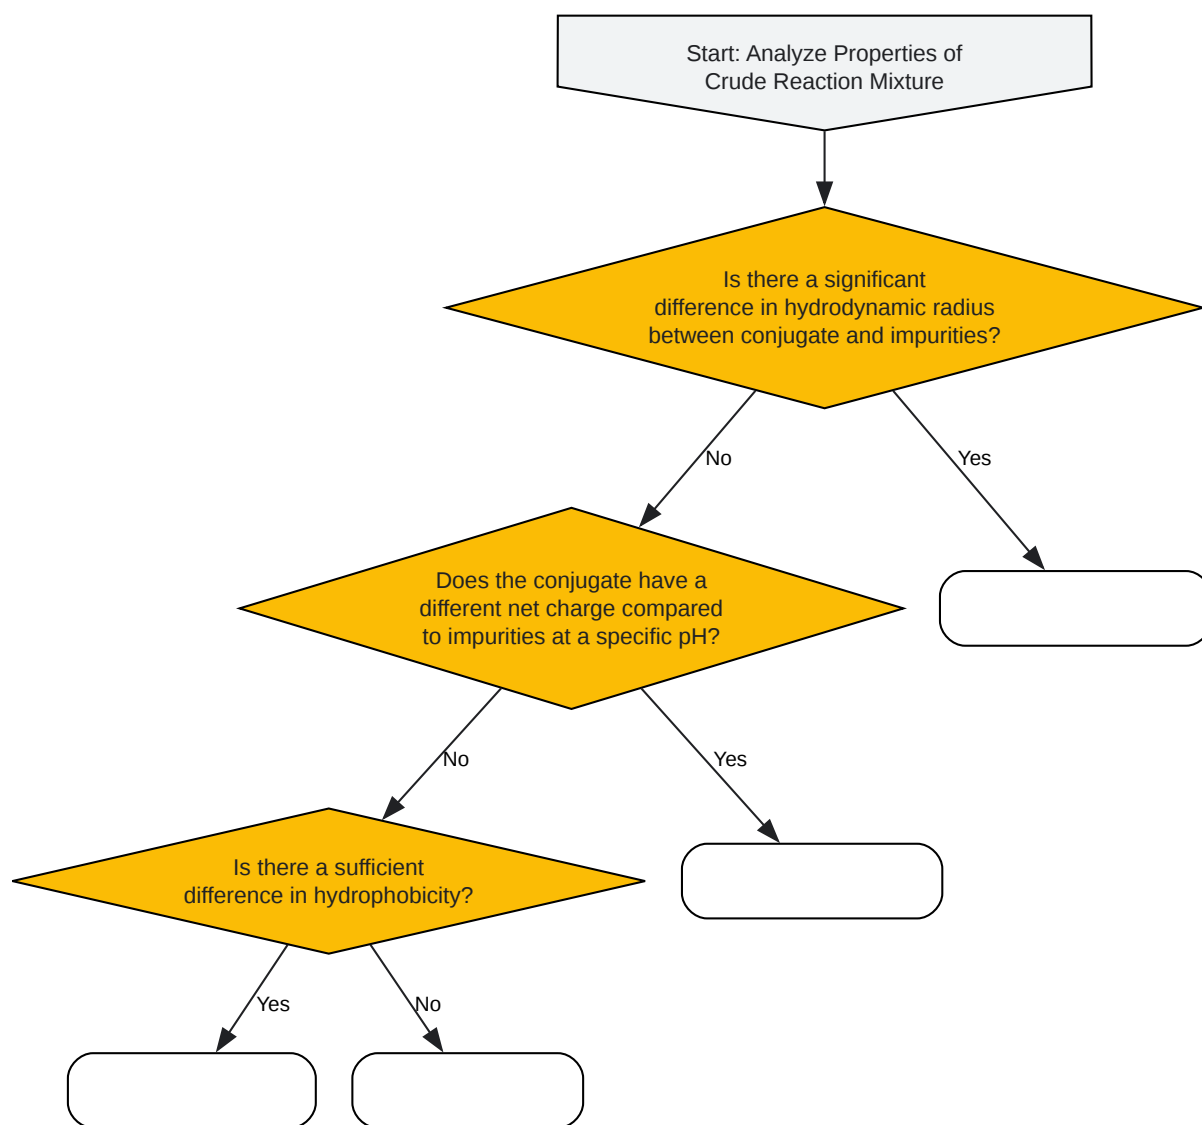 Start: Analyze Properties of
Crude Reaction Mixture
Is there a significant
difference in hydrodynamic radius
between conjugate and impurities?
No
Yes
Does the conjugate have a
different net charge compared
to impurities at a specific pH?
No
Yes
Is there a sufficient
difference in hydrophobicity?
Yes
No